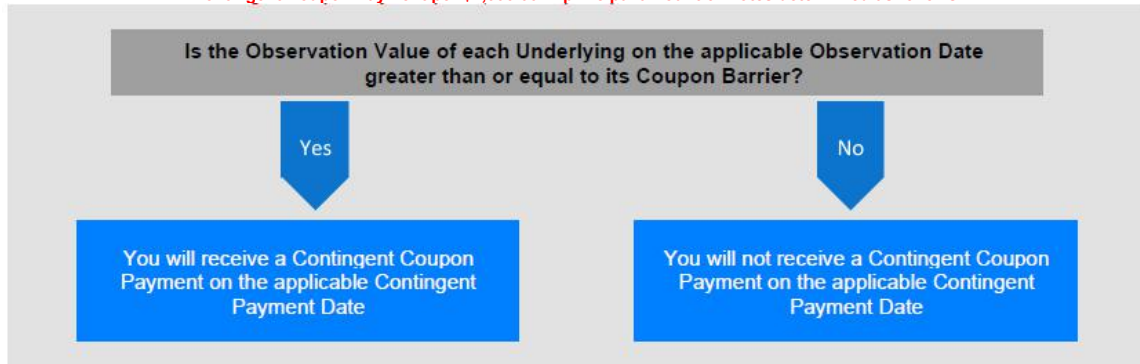 Is the Observation Value of each Underlying on the applicable Observation Date
greater than or equal to its Coupon Barrier?
Yes
No
You will receive a Contingent Coupon
Payment on the applicable Contingent
Payment Date
You will not receive a Contingent Coupon
Payment on the applicable Contingent
Payment Date